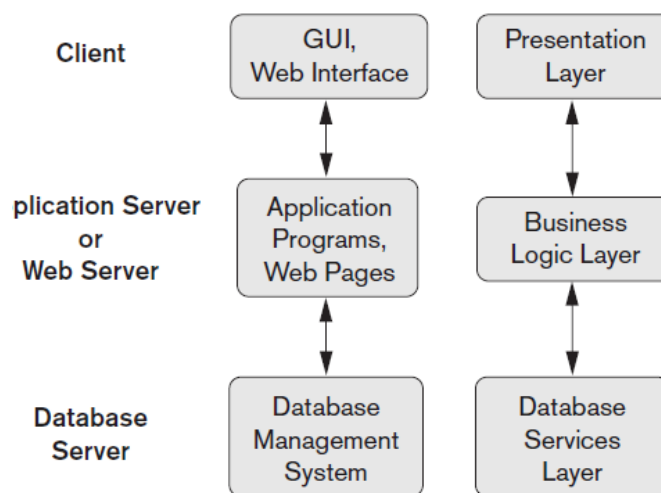 Client
GUI,
Web Interface
Presentation
Layer
plication Server
or
Web Server
Application
Programs,
Web Pages
Business
Logic Layer
Database
Server
Database
Management
System
Database
Services
Layer